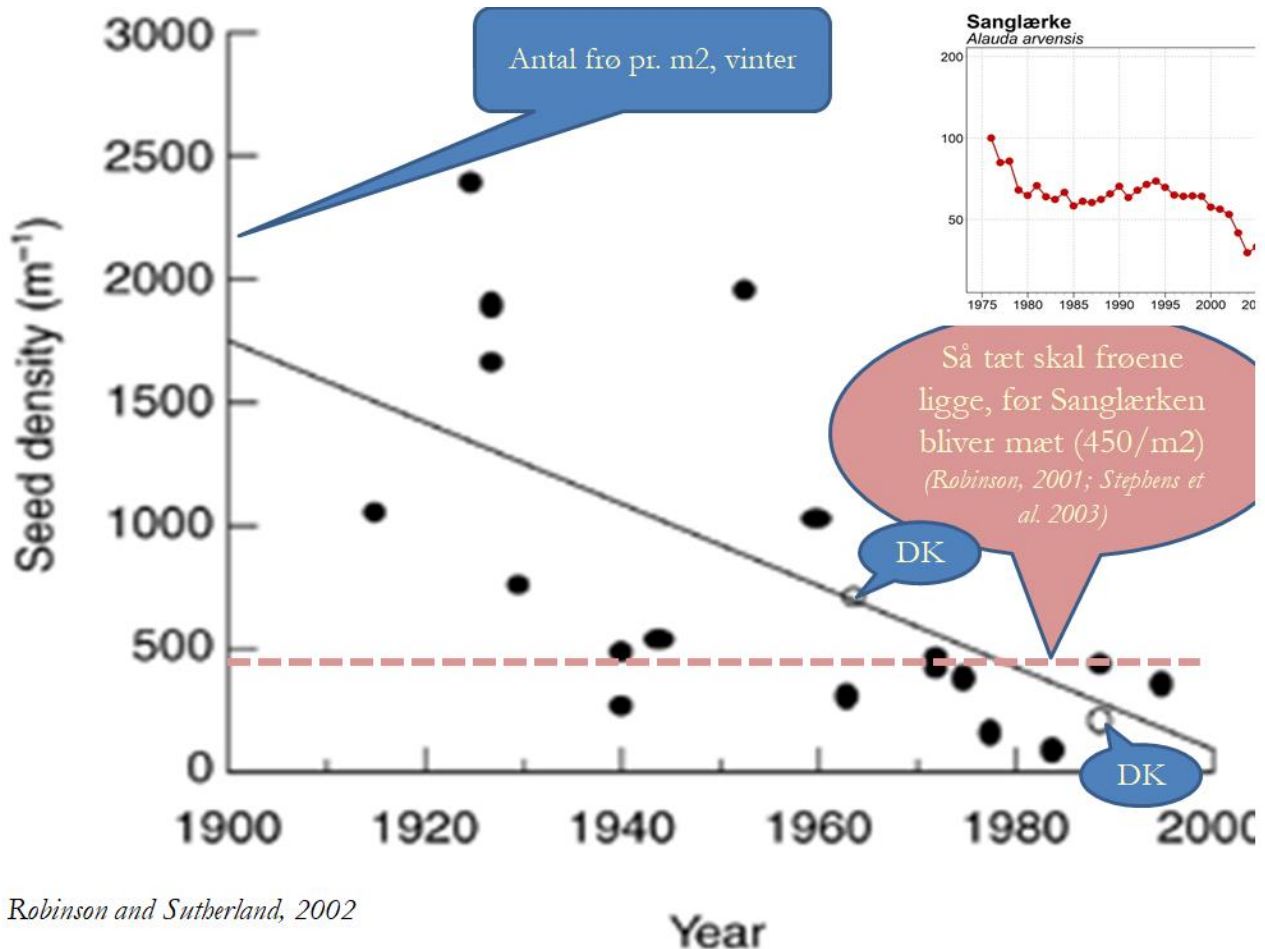 Antal frø pr. m2, vinter
Sanglærke
Alauda arvensis
200
100
50
1975 1980 1985 1990 1995 2000 20
Så tæt skal frøene
ligge, før Sanglærken
bliver mæt (450/m2)
(Robinson, 2001; Stephens et
al. 2003)
DK
DK
Seed density (m⁻¹)
3000
2500
2000
1500
1000
500
0
1900 1920 1940 1960 1980 2000
Year
Robinson and Sutherland, 2002